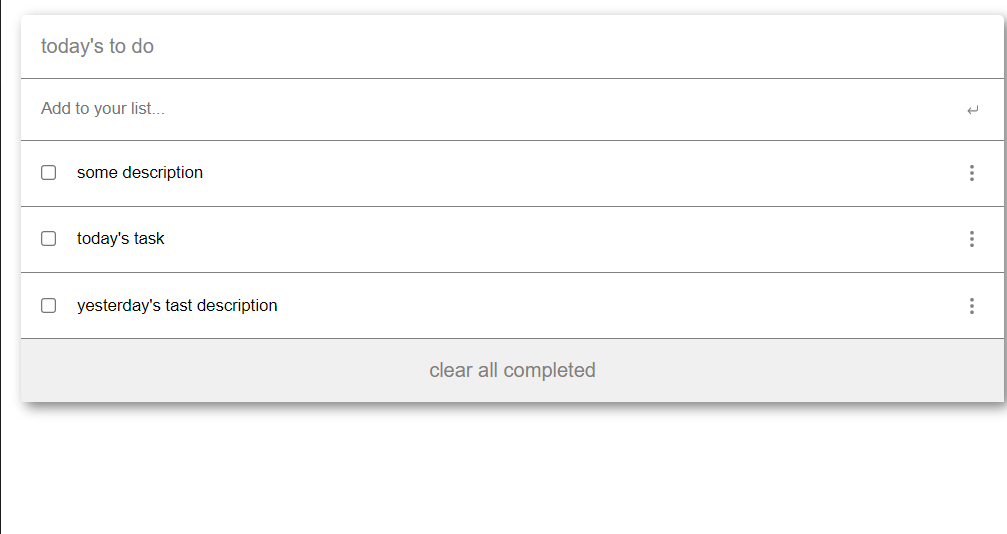 today's to do
Add to your list...
some description
today's task
yesterday's tast description
clear all completed